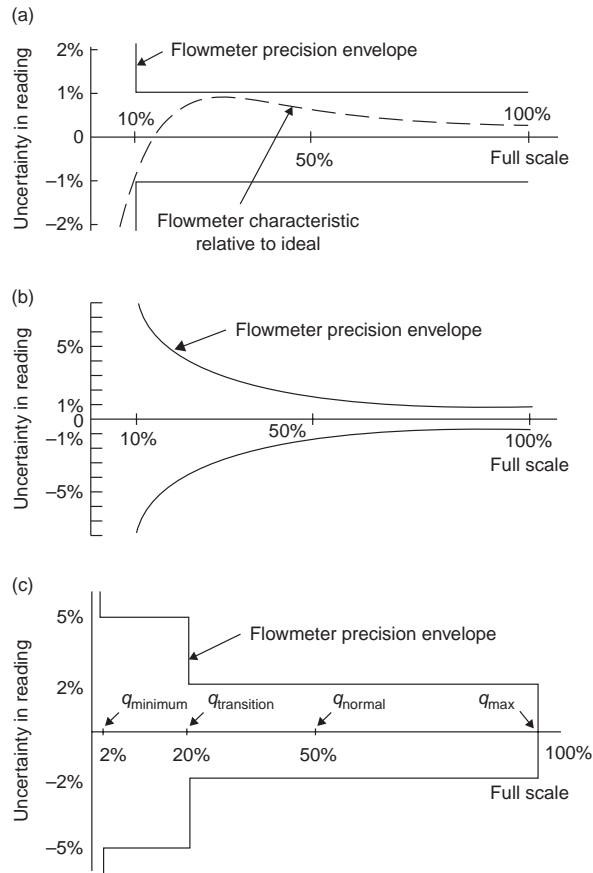 (a)
2%
Flowmeter precision envelope
1%
10%
100%
0
50%
Full scale
–1%
Flowmeter characteristic
relative to ideal
–2%
Uncertainty in reading
(b)
Flowmeter precision envelope
5%
1%
0
–1%
10%
50%
100%
Full scale
–5%
Uncertainty in reading
(c)
5%
Flowmeter precision envelope
2%
qminimum
qtransition
qnormal
qmax
2%
20%
50%
100%
–2%
Full scale
–5%
Uncertainty in reading